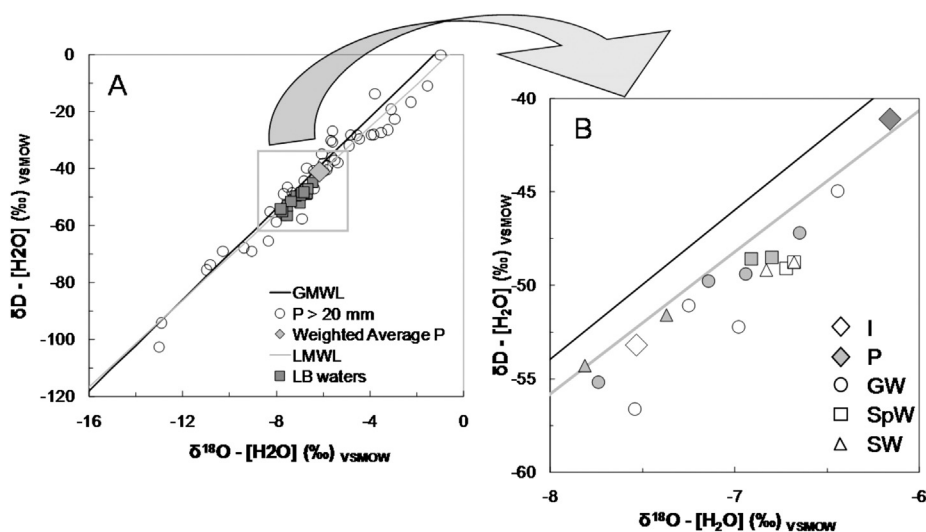 A
0
-20
-40
-60
-80
-100
-120
-16
-12
-8
-4
0
δD - [H2O] (‰) VSMOW
δ¹⁸O - [H2O] (‰) VSMOW
GMWL
P > 20 mm
Weighted Average P
LMWL
LB waters
B
-40
-45
-50
-55
-60
-8
-7
-6
δD - [H₂O] (‰) VSMOW
δ¹⁸O - [H₂O] (‰) VSMOW
I
P
GW
SpW
SW